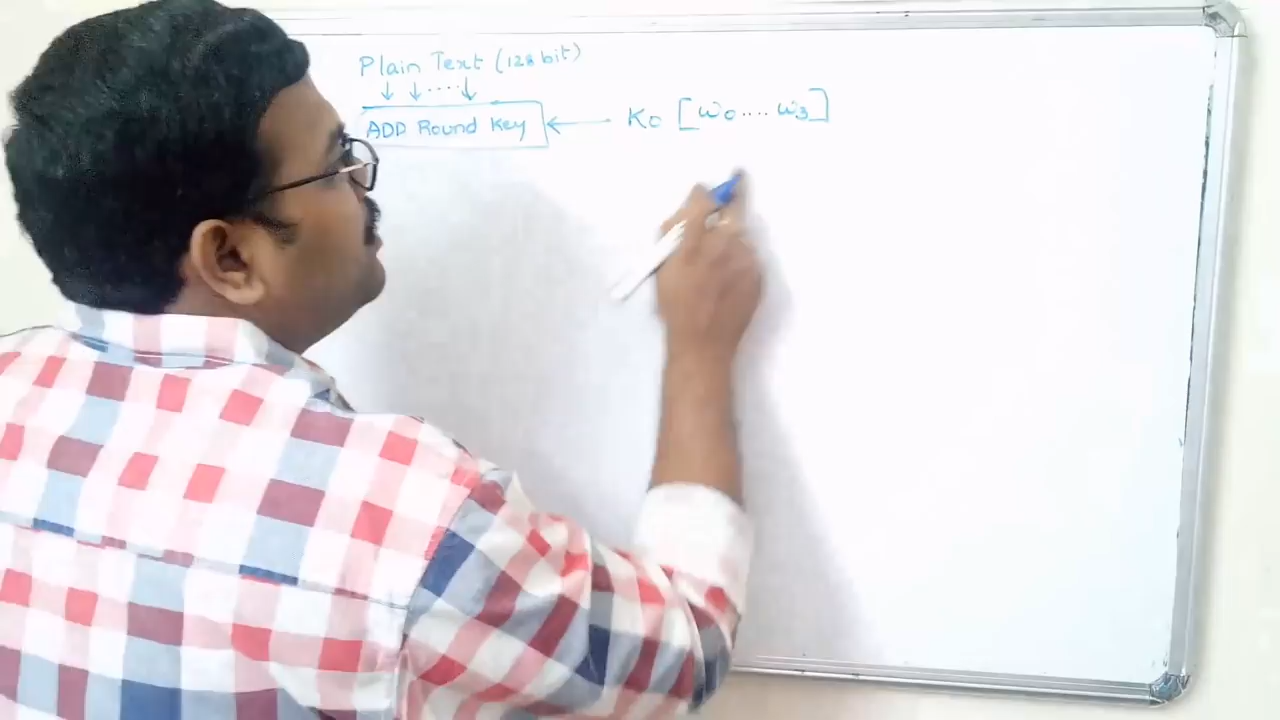 Plain Text (128 bit)
ADD Round Key K0 [w0....w3]